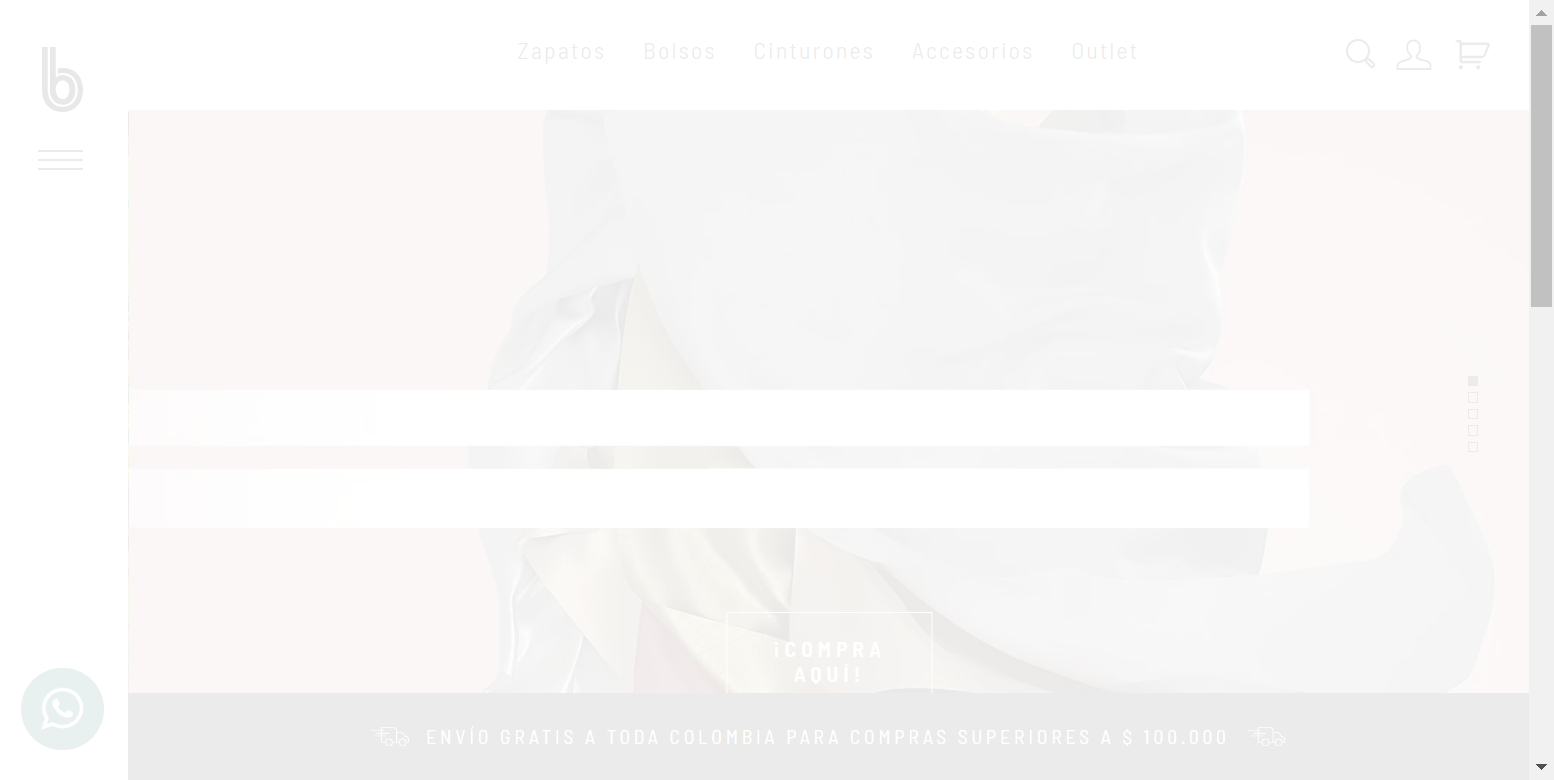 b
Zapatos Bolsos Cinturones Accesorios Outlet
¡COMPRA
AQUÍ!
ENVÍO GRATIS A TODA COLOMBIA PARA COMPRAS SUPERIORES A $ 100.000